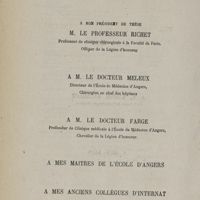 A MON PRÉSIDENT DE THÈSE
M. LE PROFESSEUR RICHET
Professeur de clinique chirurgicale à la Faculté de Paris,
Officier de la Légion d'honneur
A M. LE DOCTEUR MELEUX
Directeur de l'École de Médecine d'Angers,
Chirurgien en chef des hôpitaux
A M. LE DOCTEUR FARGE
Professeur de Clinique médicale à l'École de Médecine d'Angers,
Chevalier de la Légion d'honneur
A MES MAITRES DE L'ÉCOLE D'ANGERS
A MES ANCIENS COLLÈGUES D'INTERNAT